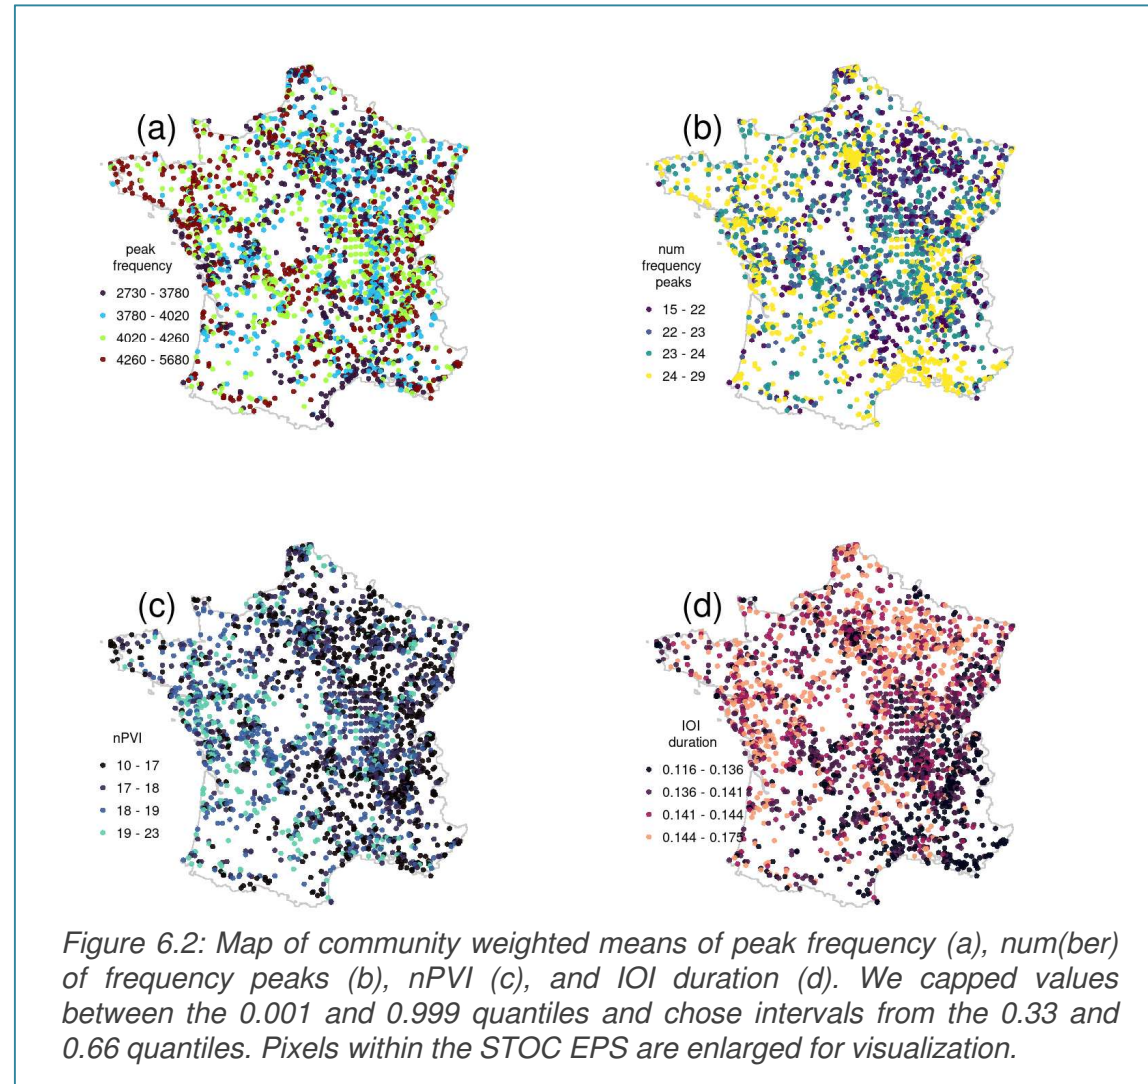 (a)
peak
frequency
2730 - 3780
3780 - 4020
4020 - 4260
4260 - 5680
(b)
num
frequency
peaks
15 - 22
22 - 23
23 - 24
24 - 29
(c)
nPVI
10 - 17
17 - 18
18 - 19
19 - 23
(d)
IOI
duration
0.116 - 0.136
0.136 - 0.141
0.141 - 0.144
0.144 - 0.175
Figure 6.2: Map of community weighted means of peak frequency (a), num(ber)
of frequency peaks (b), nPVI (c), and IOI duration (d). We capped values
between the 0.001 and 0.999 quantiles and chose intervals from the 0.33 and
0.66 quantiles. Pixels within the STOC EPS are enlarged for visualization.